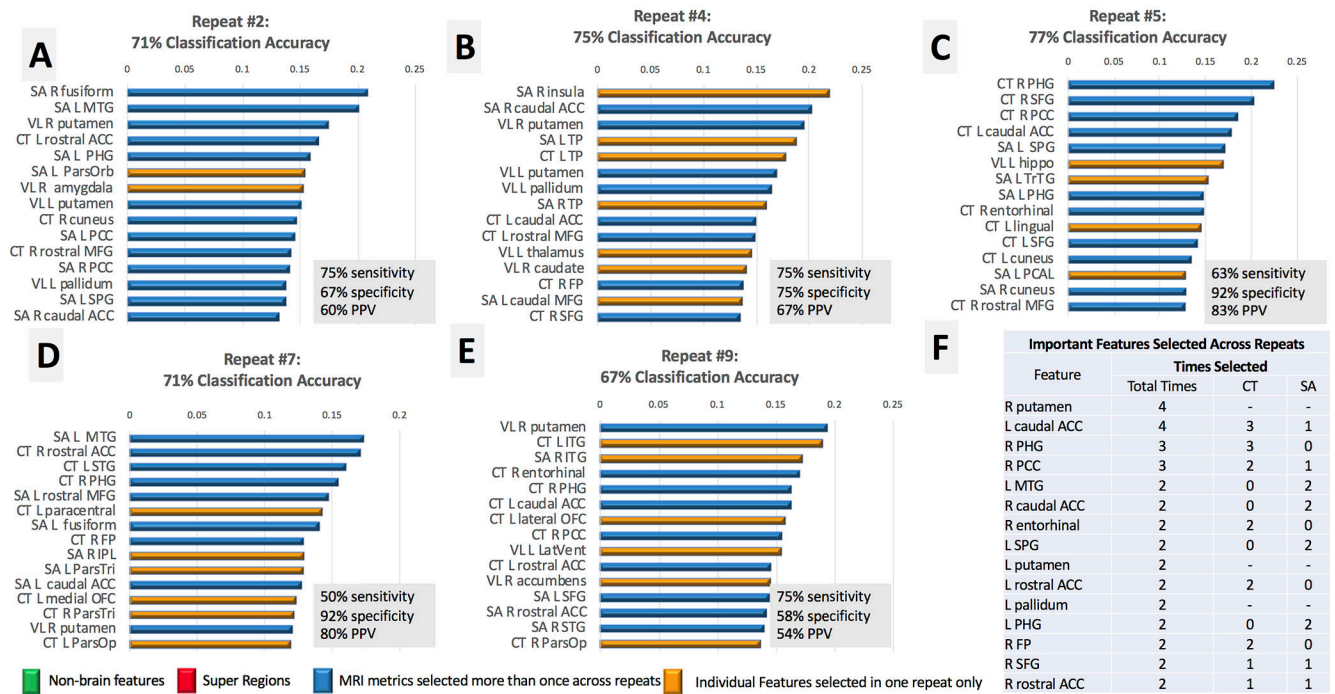 A
Repeat #2:
71% Classification Accuracy
0 0.05 0.1 0.15 0.2 0.25
SA R fusiform
SA L MTG
VL R putamen
CT L rostral ACC
SA L PHG
SA L ParsOrb
VL R amygdala
VL L putamen
CT R cuneus
SA L PCC
CT R rostral MFG
SA R PCC
VL L pallidum
SA L SPG
SA R caudal ACC
75% sensitivity
67% specificity
60% PPV
B
Repeat #4:
75% Classification Accuracy
0 0.05 0.1 0.15 0.2 0.25
SA R insula
SA R caudal ACC
VL R putamen
SA L TP
CT L TP
VL L putamen
VL L pallidum
SA R TP
CT L caudal ACC
CT L rostral MFG
VL L thalamus
VL R caudate
CT R FP
SA L caudal MFG
CT R SFG
75% sensitivity
75% specificity
67% PPV
C
Repeat #5:
77% Classification Accuracy
0 0.05 0.1 0.15 0.2 0.25
CT R PHG
CT R SFG
CT R PCC
CT L caudal ACC
SA L SPG
VL L hippo
SA L TrTG
SA L PHG
CT R entorhinal
CT L lingual
CT L SFG
CT L cuneus
SA L PCAL
SA R cuneus
CT R rostral MFG
63% sensitivity
92% specificity
83% PPV
D
Repeat #7:
71% Classification Accuracy
0 0.05 0.1 0.15 0.2
SA L MTG
CT R rostral ACC
CT L STG
CT R PHG
SA L rostral MFG
CT L paracentral
SA L fusiform
CT R FP
SA R IPL
SA L ParsTri
SA L caudal ACC
CT L medial OFC
CT R ParsTri
VL R putamen
CT L ParsOp
50% sensitivity
92% specificity
80% PPV
E
Repeat #9:
67% Classification Accuracy
0 0.05 0.1 0.15 0.2 0.25
VL R putamen
CT L ITG
SA R ITG
CT R entorhinal
CT R PHG
CT L caudal ACC
CT L lateral OFC
CT R PCC
VL L LatVent
CT L rostral ACC
VL R accumbens
SA L SFG
SA R rostral ACC
SA R STG
CT R ParsOp
75% sensitivity
58% specificity
54% PPV
F
Important Features Selected Across Repeats
Feature Times Selected
Total Times CT SA
R putamen 4 - -
L caudal ACC 4 3 1
R PHG 3 3 0
R PCC 3 2 1
L MTG 2 0 2
R caudal ACC 2 0 2
R entorhinal 2 2 0
L SPG 2 0 2
L putamen 2 - -
L rostral ACC 2 2 0
L pallidum 2 - -
L PHG 2 0 2
R FP 2 2 0
R SFG 2 1 1
R rostral ACC 2 1 1
Non-brain features
Super Regions
MRI metrics selected more than once across repeats
Individual Features selected in one repeat only